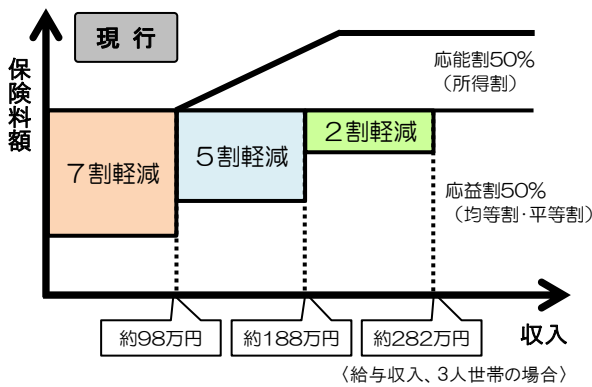 現 行
保険料額
応能割50%
（所得割）
7割軽減
5割軽減
2割軽減
応益割50%
（均等割･平等割）
約98万円
約188万円
約282万円
収入
〈給与収入、3人世帯の場合〉